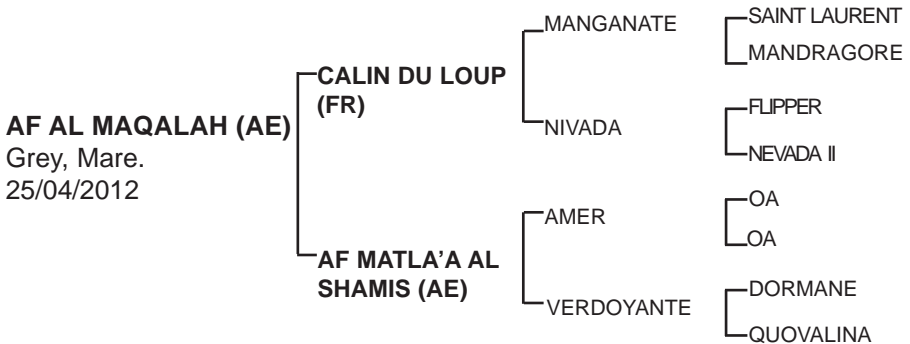 AF AL MAQALAH (AE)
Grey, Mare.
25/04/2012
CALIN DU LOUP
(FR)
AF MATLA'A AL
SHAMIS (AE)
MANGANATE
NIVADA
AMER
VERDOYANTE
SAINT LAURENT
MANDRAGORE
FLIPPER
NEVADA II
OA
OA
DORMANE
QUOVALINA